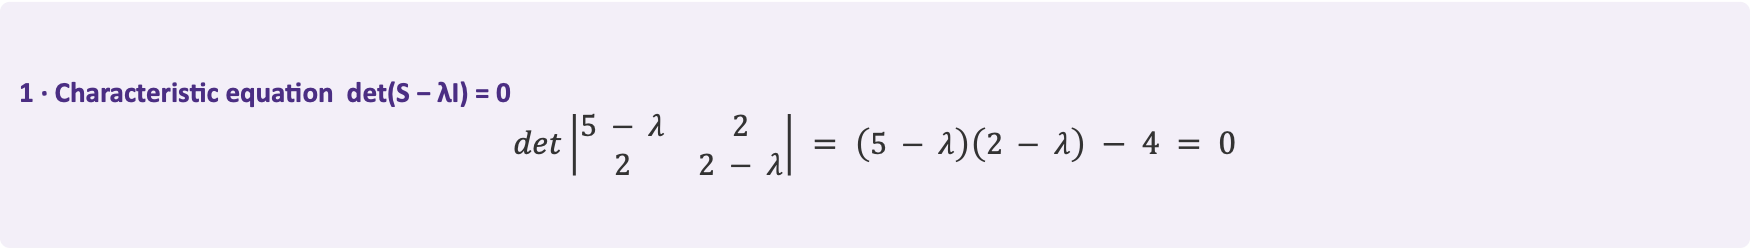 1 · Characteristic equation  det(S − λI) = 0
det |5 − λ  2|
|2  2 − λ| = (5 − λ)(2 − λ) − 4 = 0